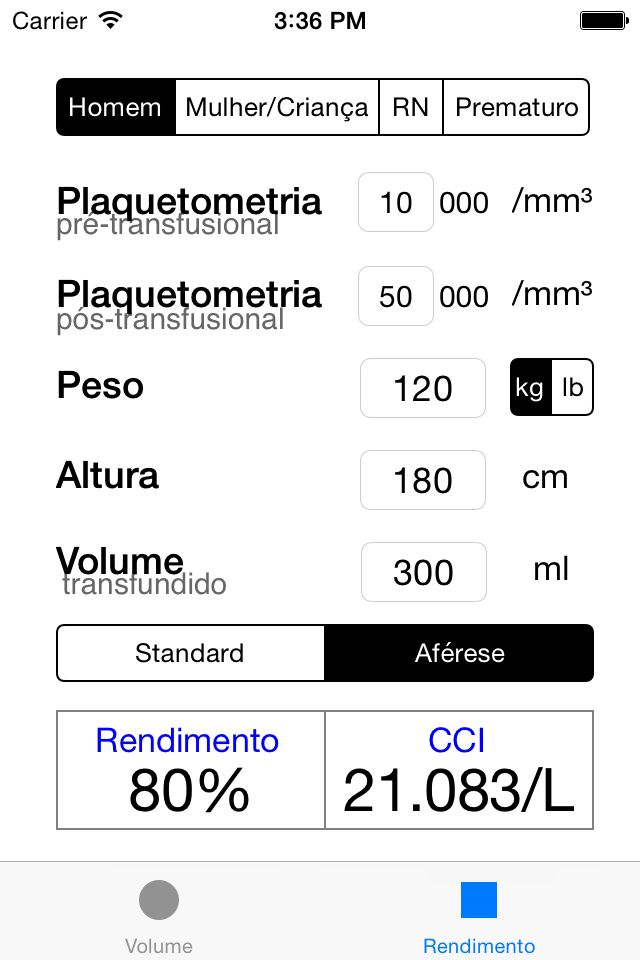 Carrier 3:36 PM
Homem Mulher/Criança RN Prematuro
Plaquetometria 10 000 /mm³
pré-transfusional
Plaquetometria 50 000 /mm³
pós-transfusional
Peso 120 kg lb
Altura 180 cm
Volume 300 ml
transfundido
Standard Aférese
Rendimento CCI
80% 21.083/L
Volume Rendimento